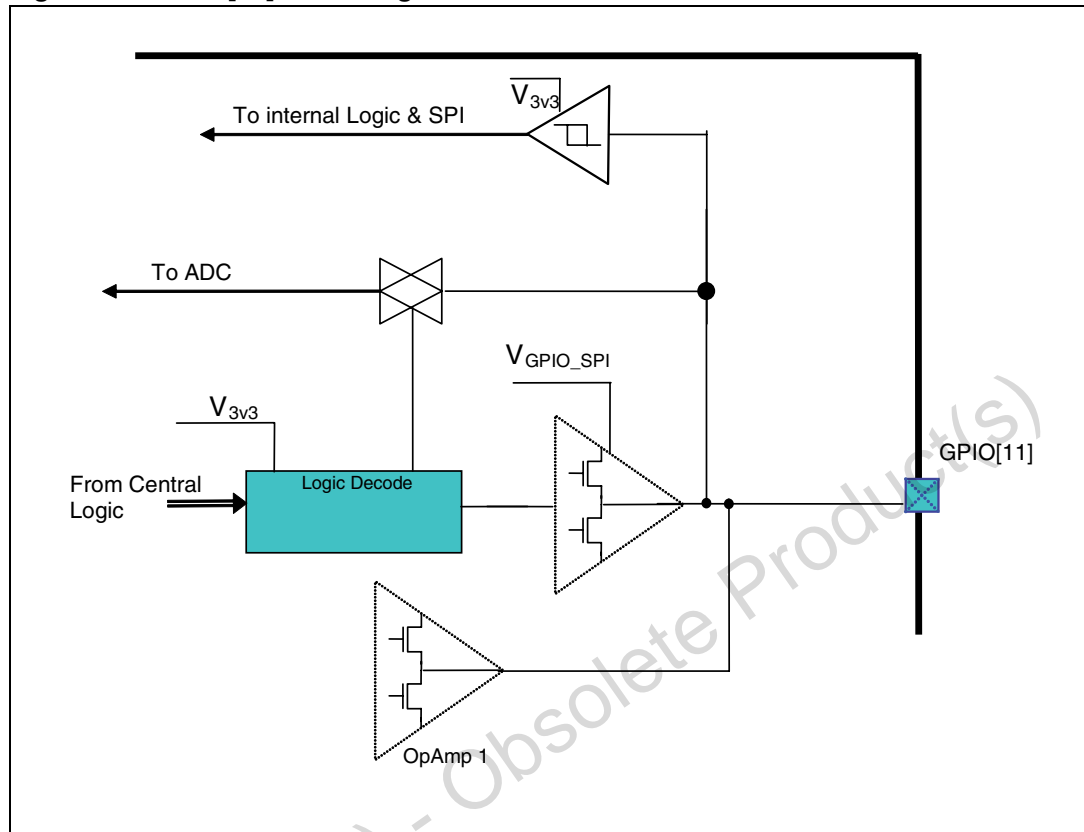 V3v3
To internal Logic & SPI
To ADC
VGPIO_SPI
V3v3
GPIO[11]
From Central
Logic
Logic Decode
OpAmp 1
) - Obsolete Product(s)